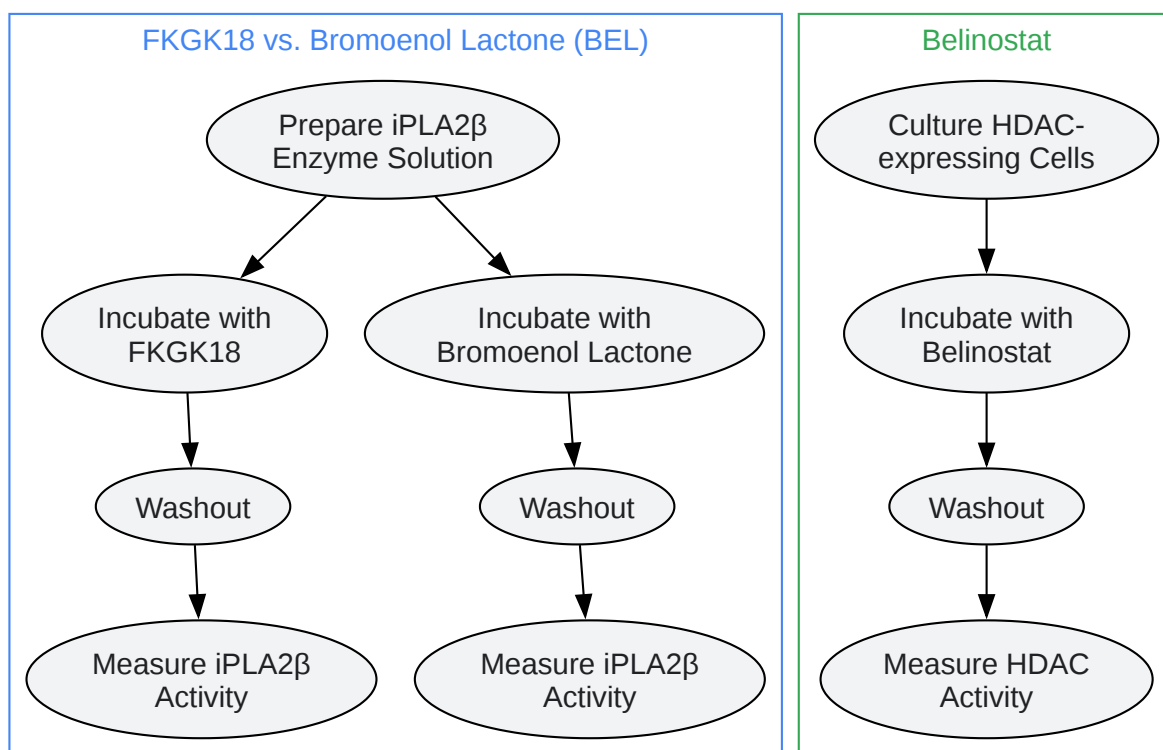 FKGK18 vs. Bromoenol Lactone (BEL)
Prepare iPLA2β
Enzyme Solution
Incubate with
FKGK18
Incubate with
Bromoenol Lactone
Washout
Washout
Measure iPLA2β
Activity
Measure iPLA2β
Activity
Belinostat
Culture HDAC-
expressing Cells
Incubate with
Belinostat
Washout
Measure HDAC
Activity